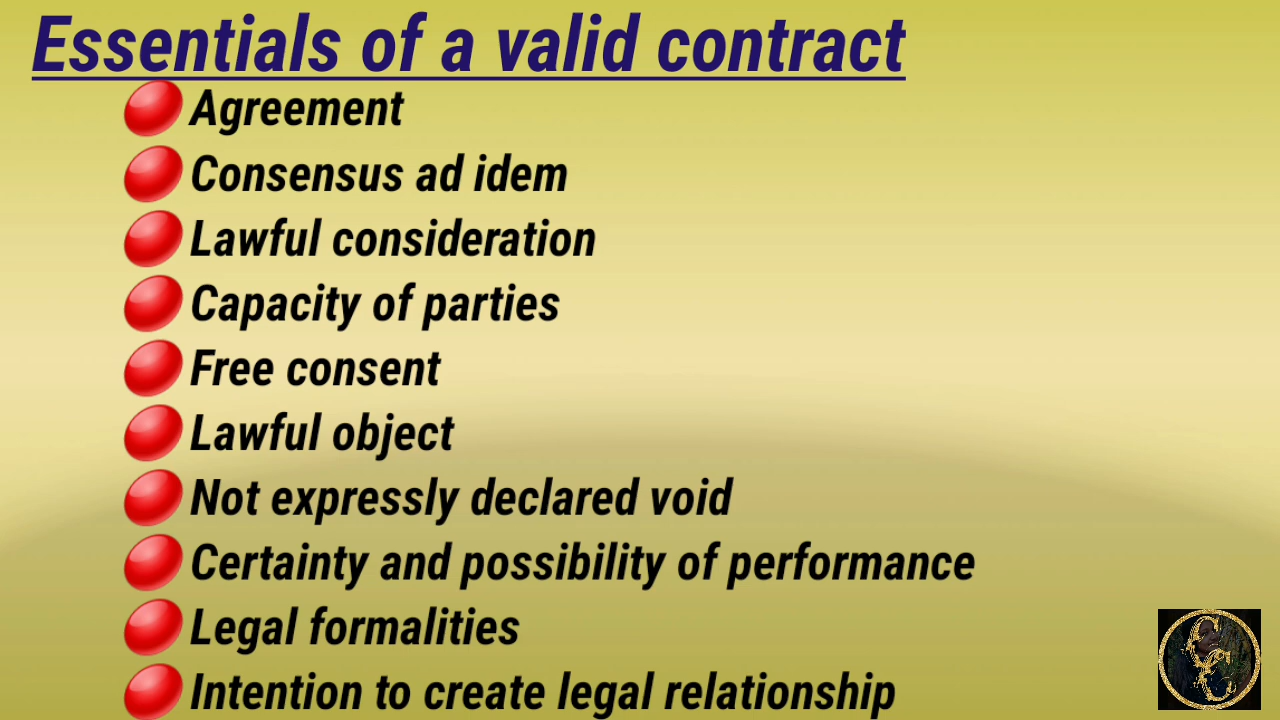 Essentials of a valid contract
Agreement
Consensus ad idem
Lawful consideration
Capacity of parties
Free consent
Lawful object
Not expressly declared void
Certainty and possibility of performance
Legal formalities
Intention to create legal relationship